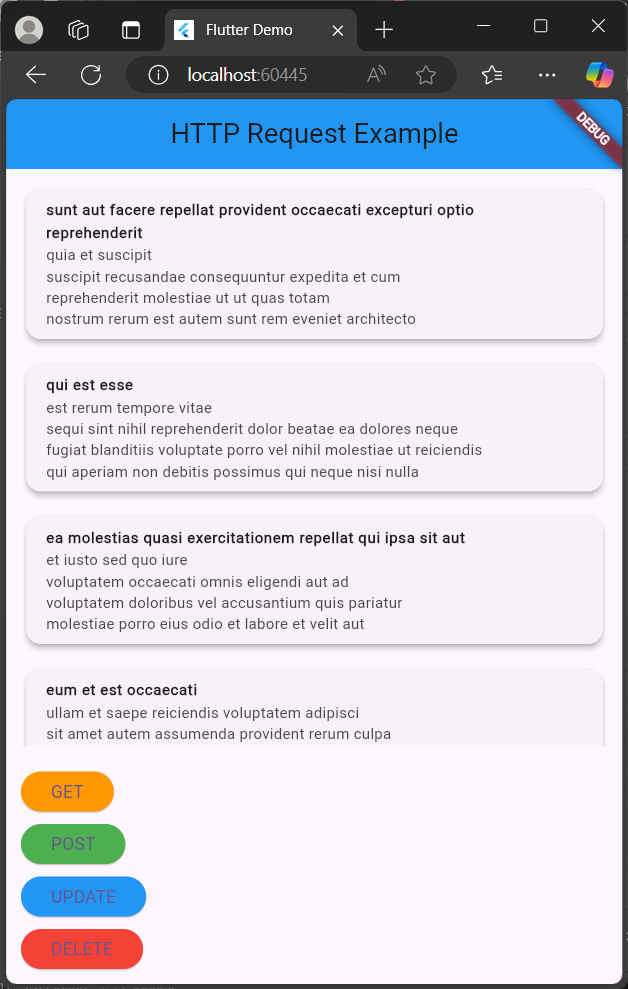 Flutter Demo
localhost:60445
HTTP Request Example
DEBUG
sunt aut facere repellat provident occaecati excepturi optio
reprehenderit
quia et suscipit
suscipit recusandae consequuntur expedita et cum
reprehenderit molestiae ut ut quas totam
nostrum rerum est autem sunt rem eveniet architecto
qui est esse
est rerum tempore vitae
sequi sint nihil reprehenderit dolor beatae ea dolores neque
fugiat blanditiis voluptate porro vel nihil molestiae ut reiciendis
qui aperiam non debitis possimus qui neque nisi nulla
ea molestias quasi exercitationem repellat qui ipsa sit aut
et iusto sed quo iure
voluptatem occaecati omnis eligendi aut ad
voluptatem doloribus vel accusantium quis pariatur
molestiae porro eius odio et labore et velit aut
eum et est occaecati
ullam et saepe reiciendis voluptatem adipisci
sit amet autem assumenda provident rerum culpa
GET
POST
UPDATE
DELETE